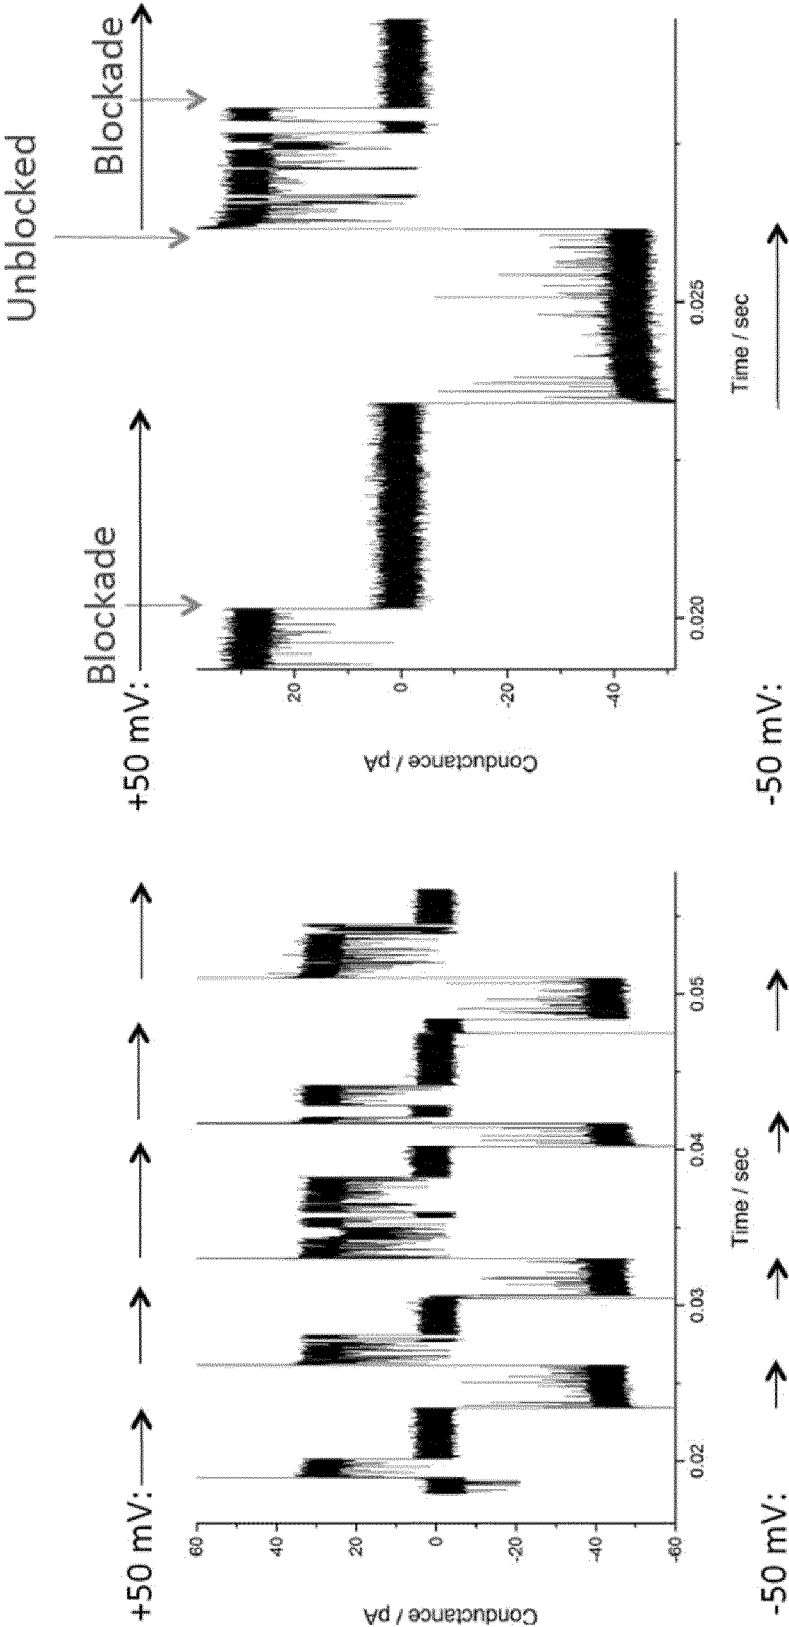 +50 mV:
60
40
20
0
-20
-40
-60
Conductance / pA
0.02
0.03
0.04
0.05
Time / sec
-50 mV:
Unblocked
Blockade
Blockade
+50 mV:
20
0
-20
-40
Conductance / pA
0.020
0.025
Time / sec
-50 mV: